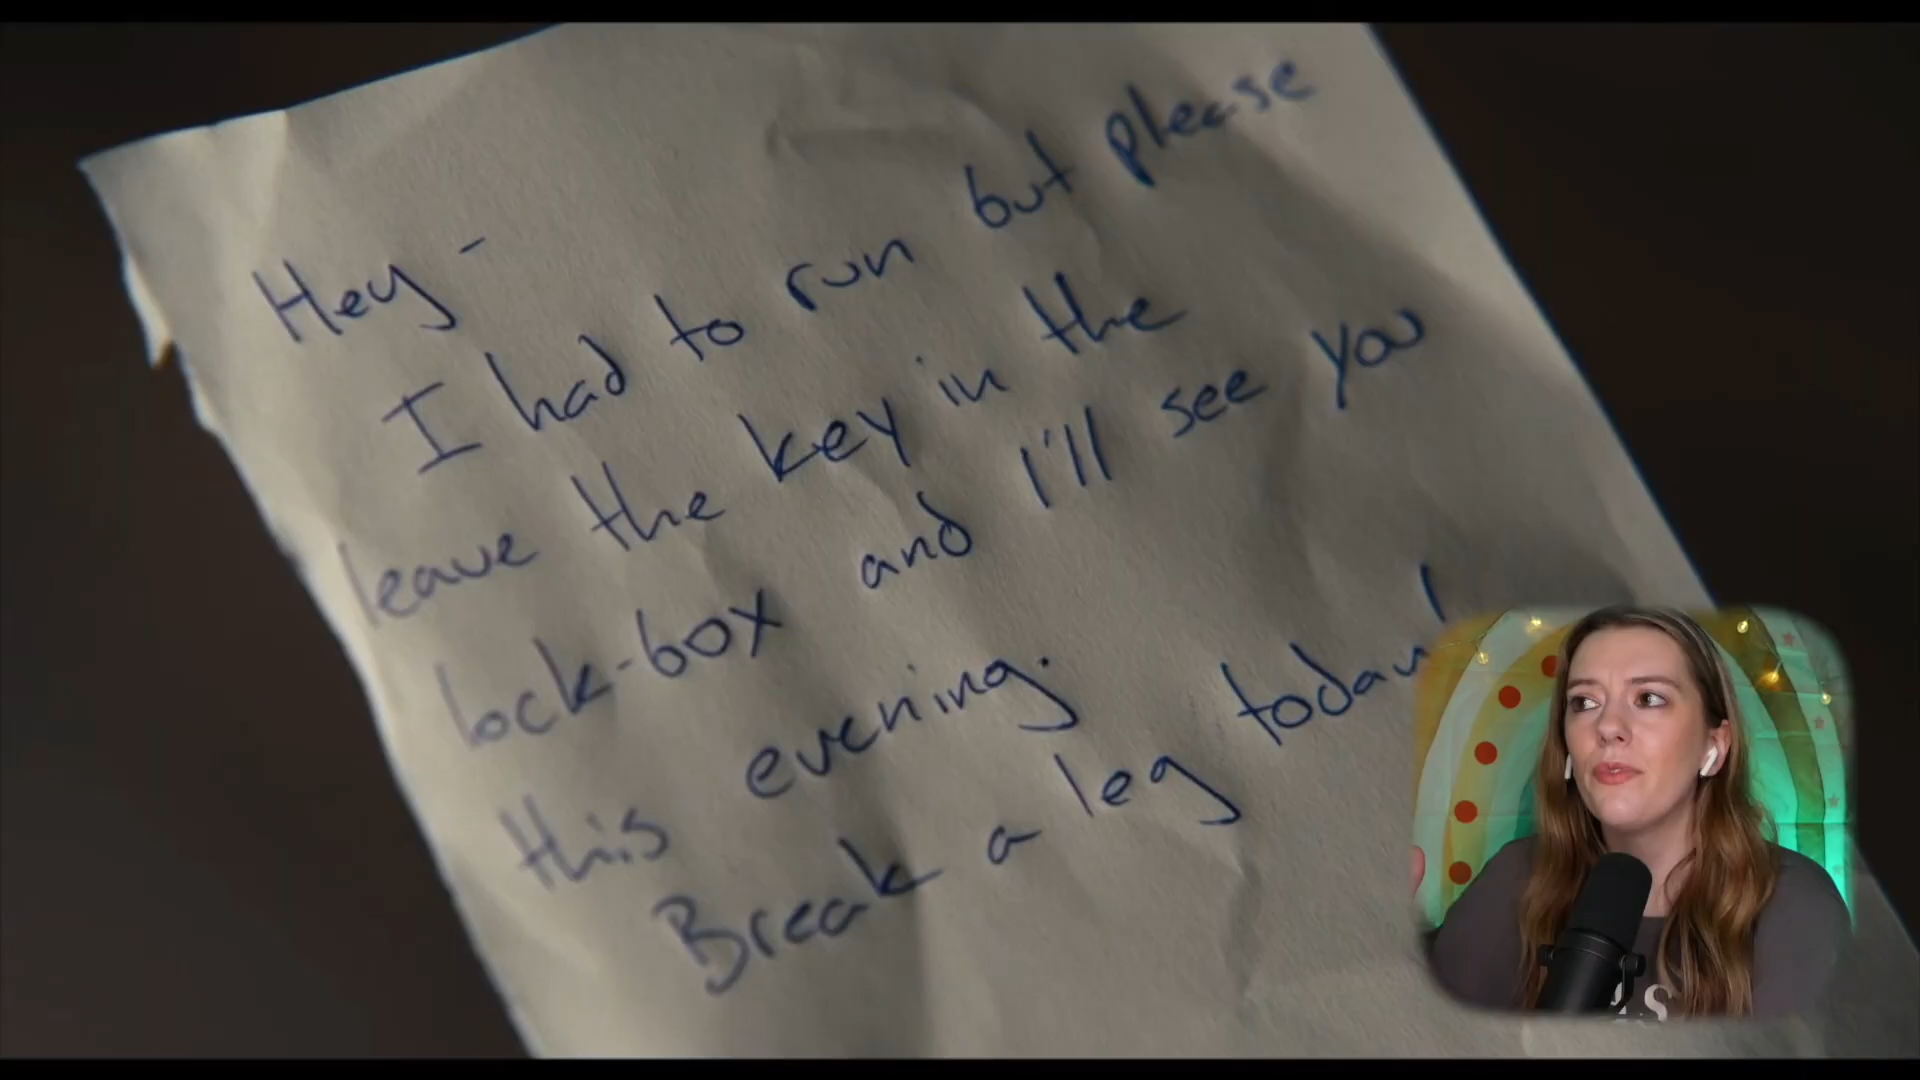 Hey -
I had to run but please
leave the key in the
lock-box and I'll see you
this evening.
Break a leg today!